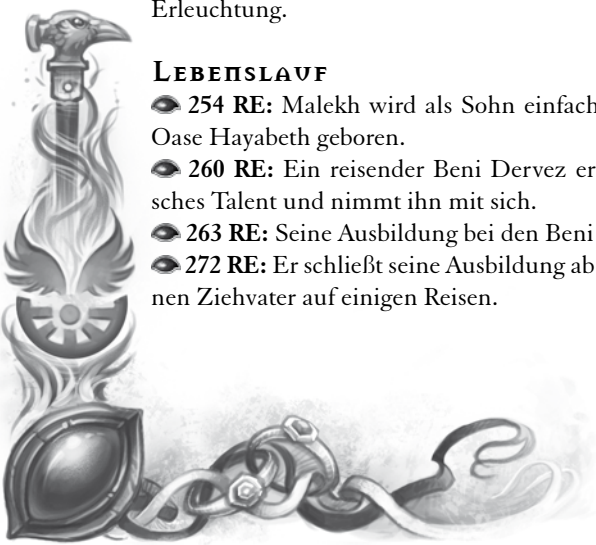 Erleuchtung.
Lebenslauf
254 RE: Malekh wird als Sohn einfach
Oase Hayabeth geboren.
260 RE: Ein reisender Beni Dervez er
sches Talent und nimmt ihn mit sich.
263 RE: Seine Ausbildung bei den Beni
272 RE: Er schließt seine Ausbildung ab
nen Ziehvater auf einigen Reisen.